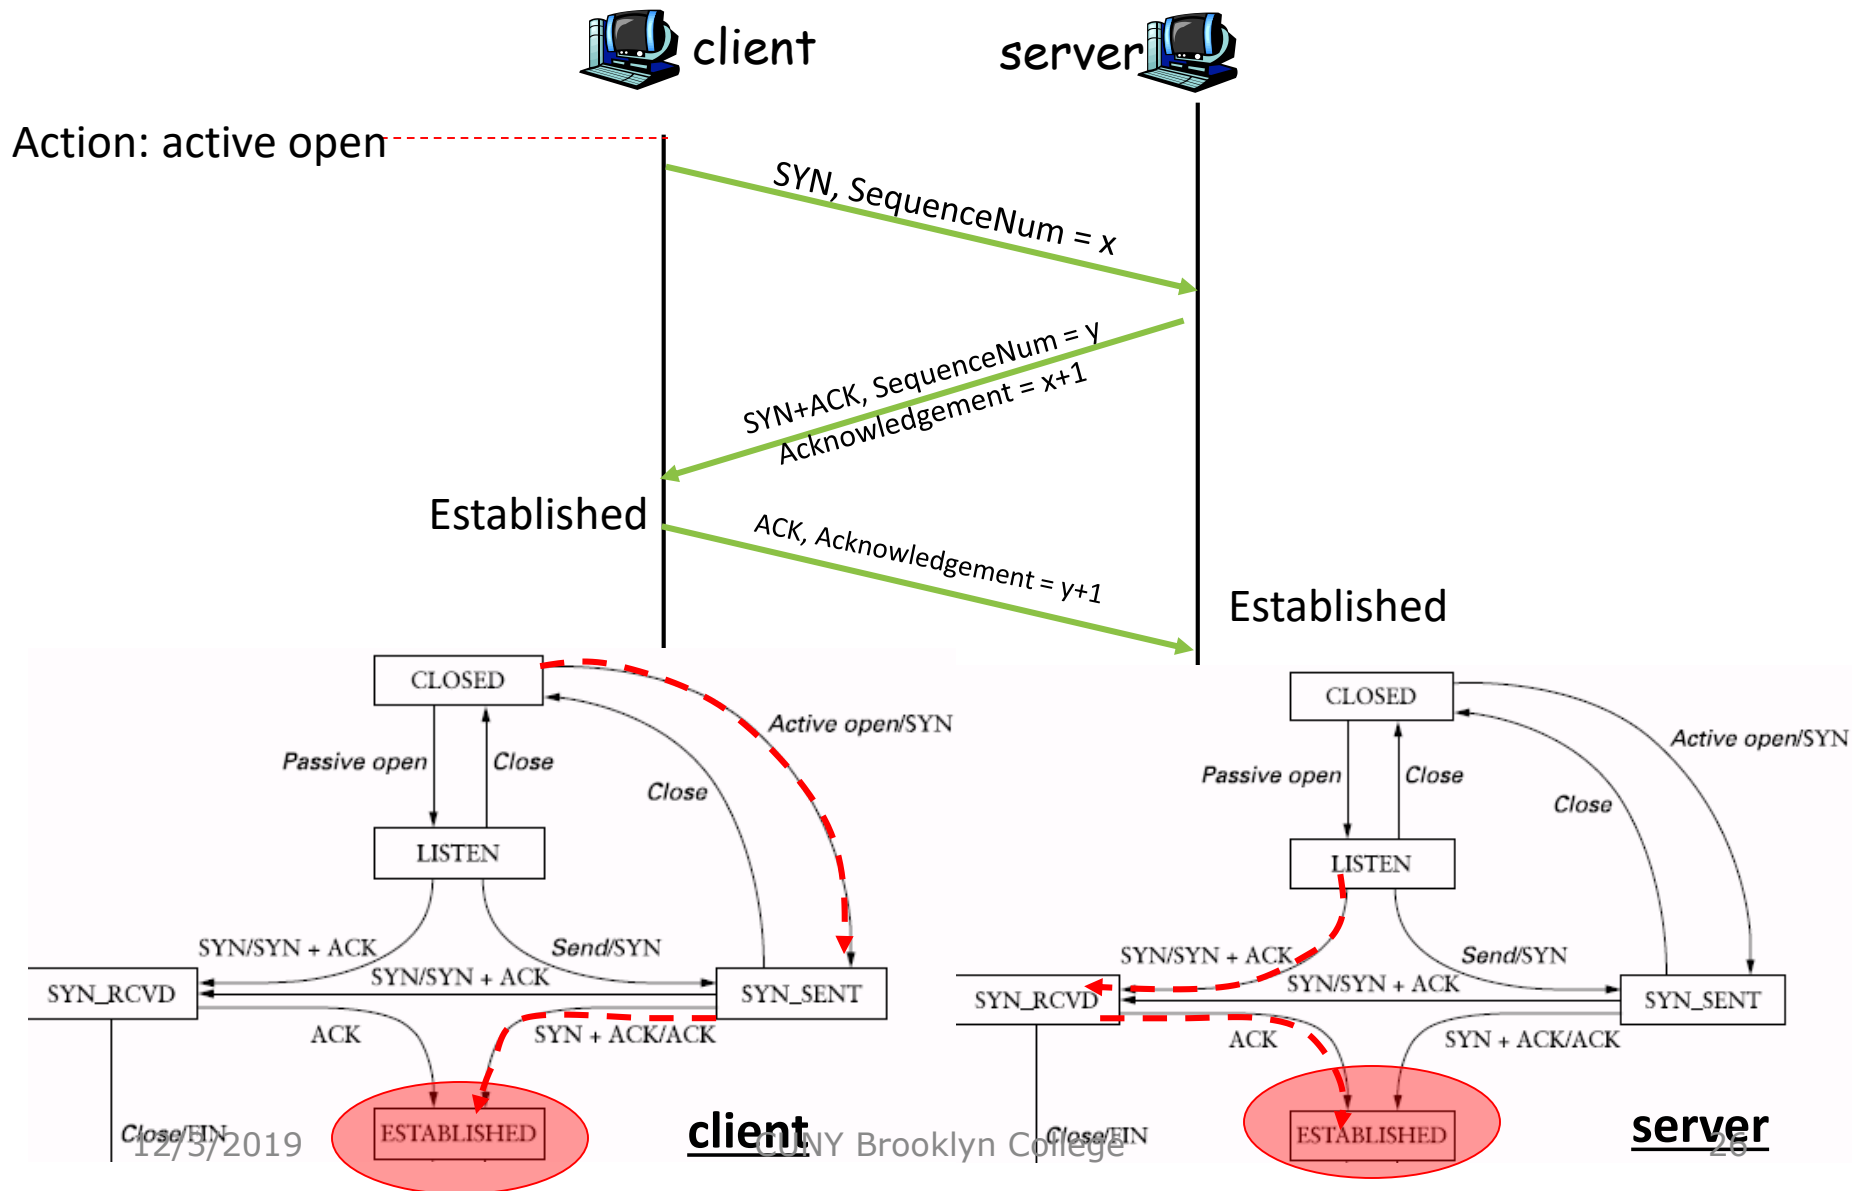 client
server
Action: active open
SYN, SequenceNum = x
SYN+ACK, SequenceNum = y
Acknowledgement = x+1
Established
ACK, Acknowledgement = y+1
Established
CLOSED
Active open/SYN
Passive open
Close
Close
LISTEN
SYN/SYN + ACK
Send/SYN
SYN/SYN + ACK
SYN_RCVD
SYN_SENT
ACK
SYN + ACK/ACK
Close/FIN
ESTABLISHED
client
CLOSED
Active open/SYN
Passive open
Close
Close
LISTEN
SYN/SYN + ACK
Send/SYN
SYN/SYN + ACK
SYN_RCVD
SYN_SENT
ACK
SYN + ACK/ACK
Close/FIN
ESTABLISHED
server
12/3/2019
CUNY Brooklyn College
26